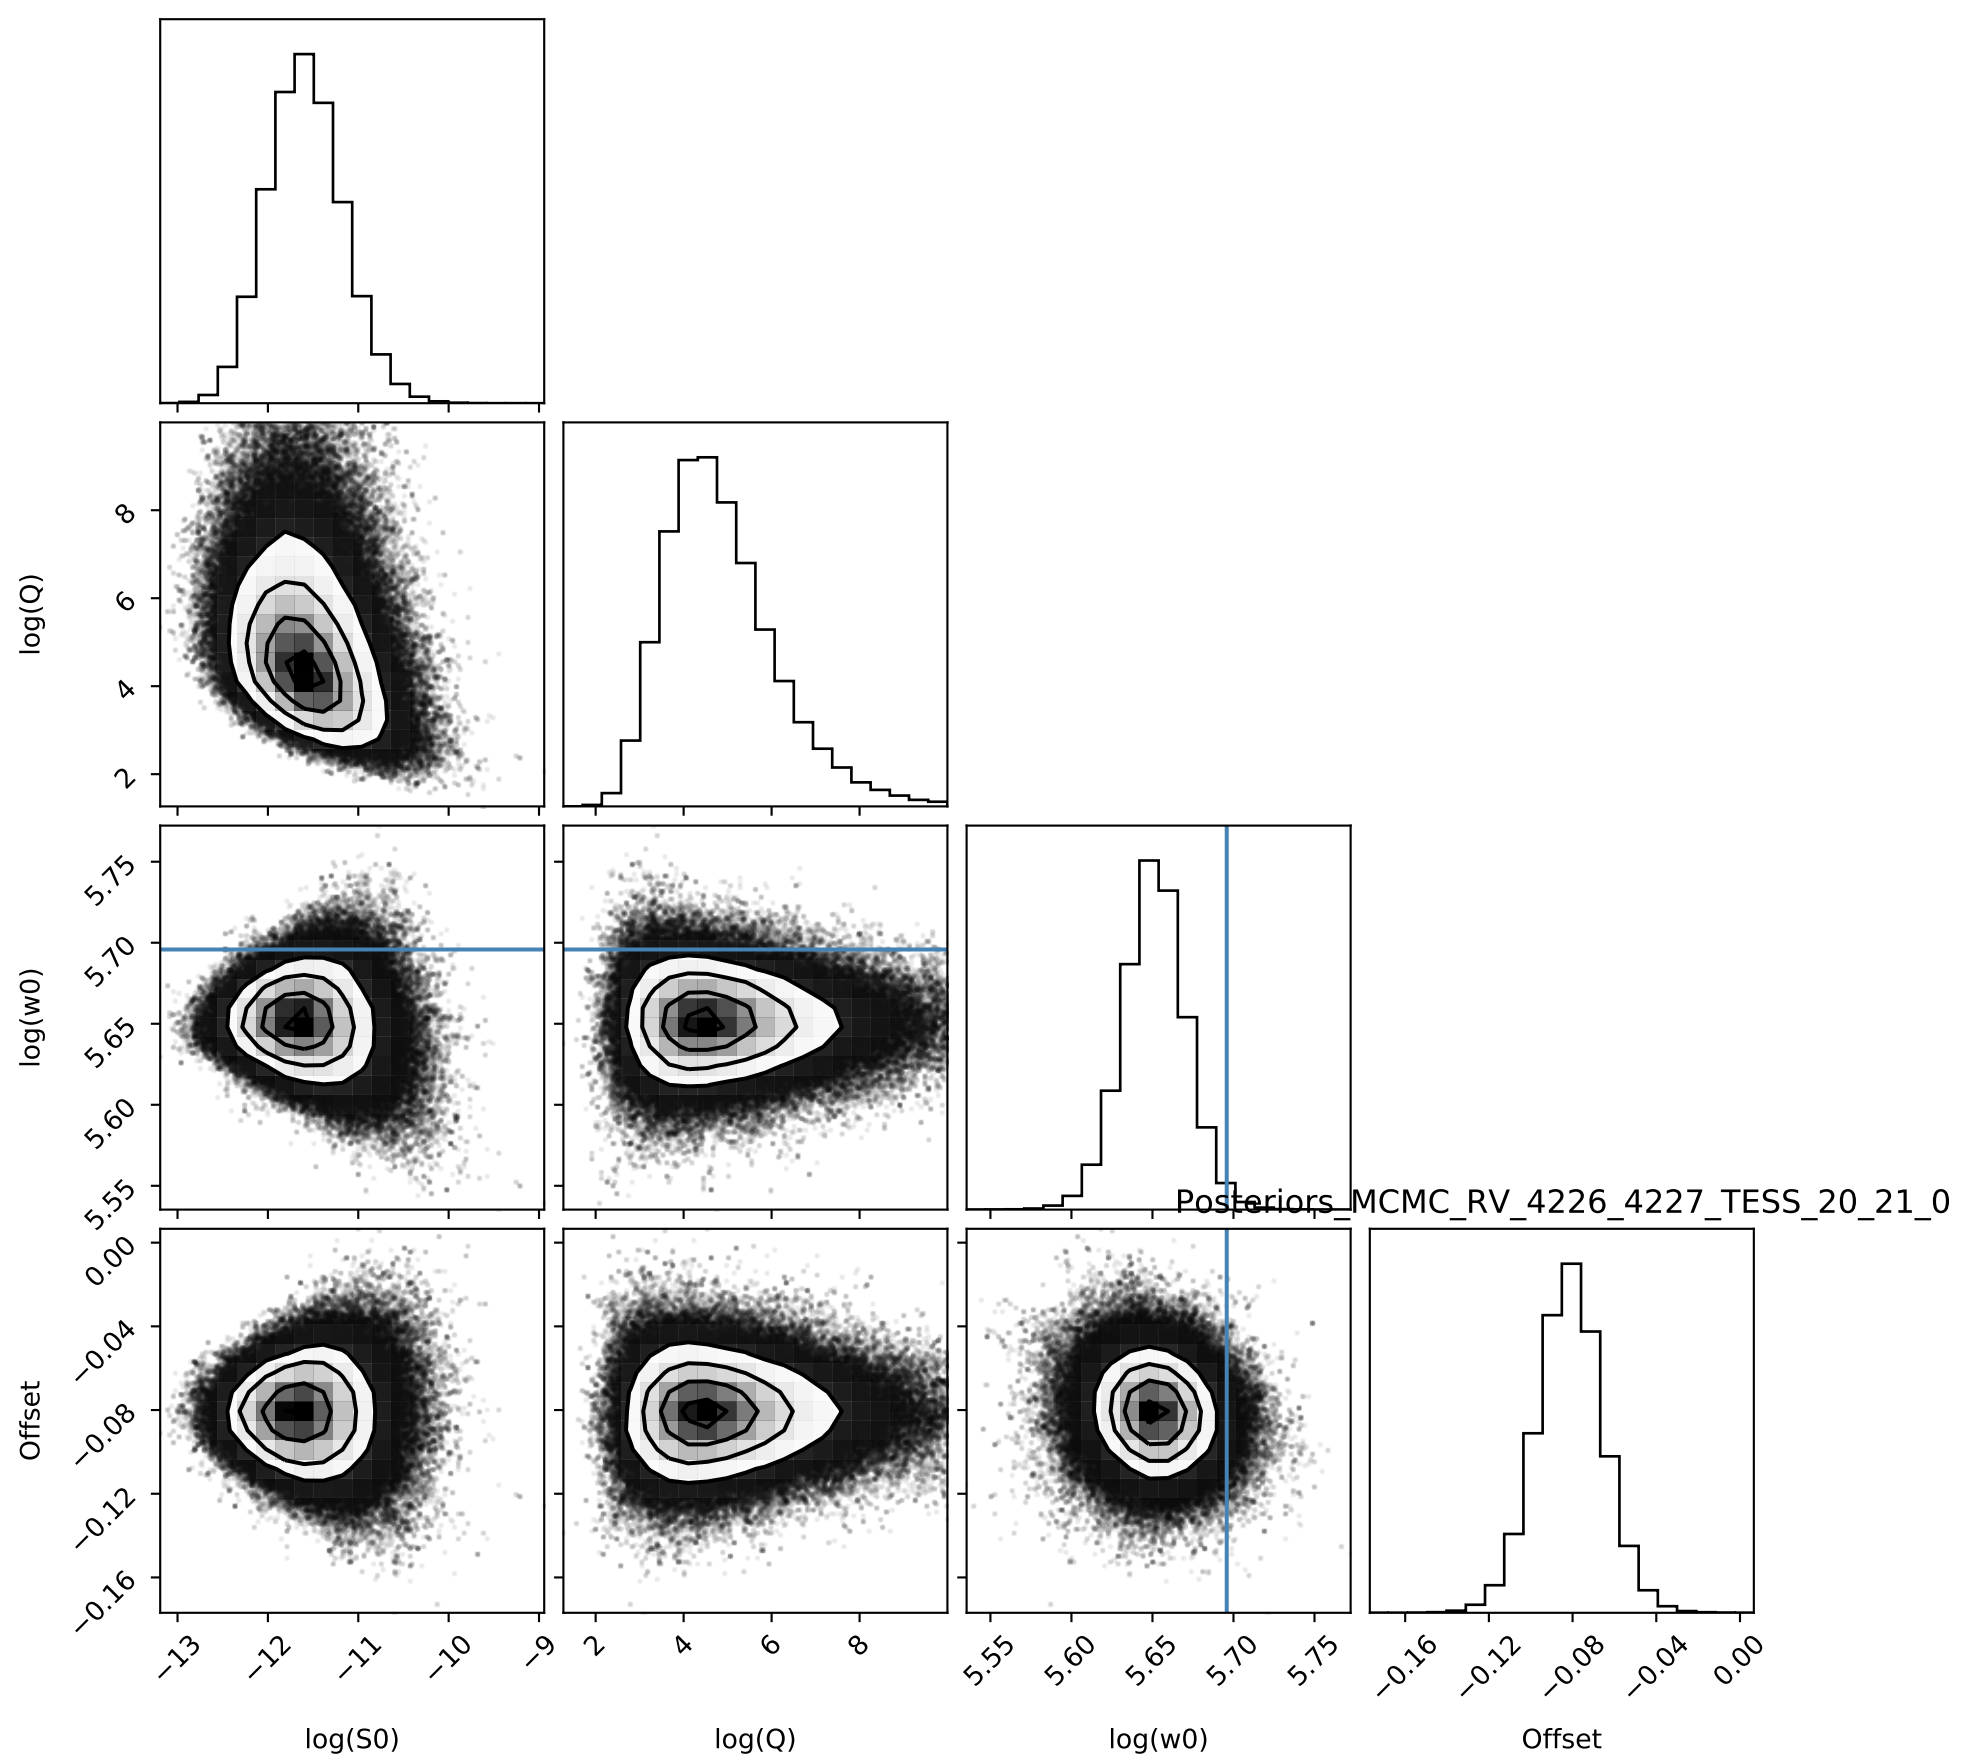 log(Q)
8
6
4
2
log(w0)
5.75
5.70
5.65
5.60
5.55
Posteriors_MCMC_RV_4226_4227_TESS_20_21_0
Offset
0.00
−0.04
−0.08
−0.12
−0.16
−13 −12 −11 −10 −9
2 4 6 8
5.55 5.60 5.65 5.70 5.75
−0.16 −0.12 −0.08 −0.04 0.00
log(S0) log(Q) log(w0) Offset